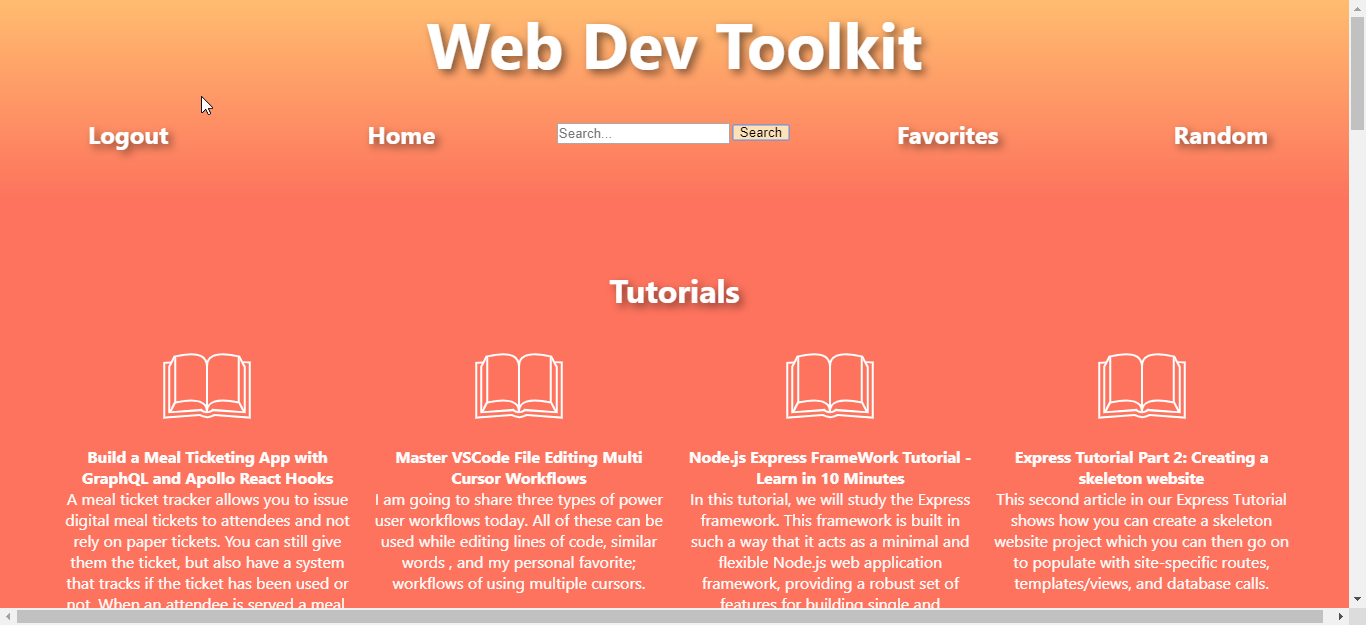 Web Dev Toolkit
Logout
Home
Search...
Search
Favorites
Random
Tutorials
Build a Meal Ticketing App with
GraphQL and Apollo React Hooks
A meal ticket tracker allows you to issue
digital meal tickets to attendees and not
rely on paper tickets. You can still give
them the ticket, but also have a system
that tracks if the ticket has been used or
not. When an attendee is served a meal
Master VSCode File Editing Multi
Cursor Workflows
I am going to share three types of power
user workflows today. All of these can be
used while editing lines of code, similar
words , and my personal favorite;
workflows of using multiple cursors.
Node.js Express FrameWork Tutorial -
Learn in 10 Minutes
In this tutorial, we will study the Express
framework. This framework is built in
such a way that it acts as a minimal and
flexible Node.js web application
framework, providing a robust set of
features for building single and
Express Tutorial Part 2: Creating a
skeleton website
This second article in our Express Tutorial
shows how you can create a skeleton
website project which you can then go on
to populate with site-specific routes,
templates/views, and database calls.